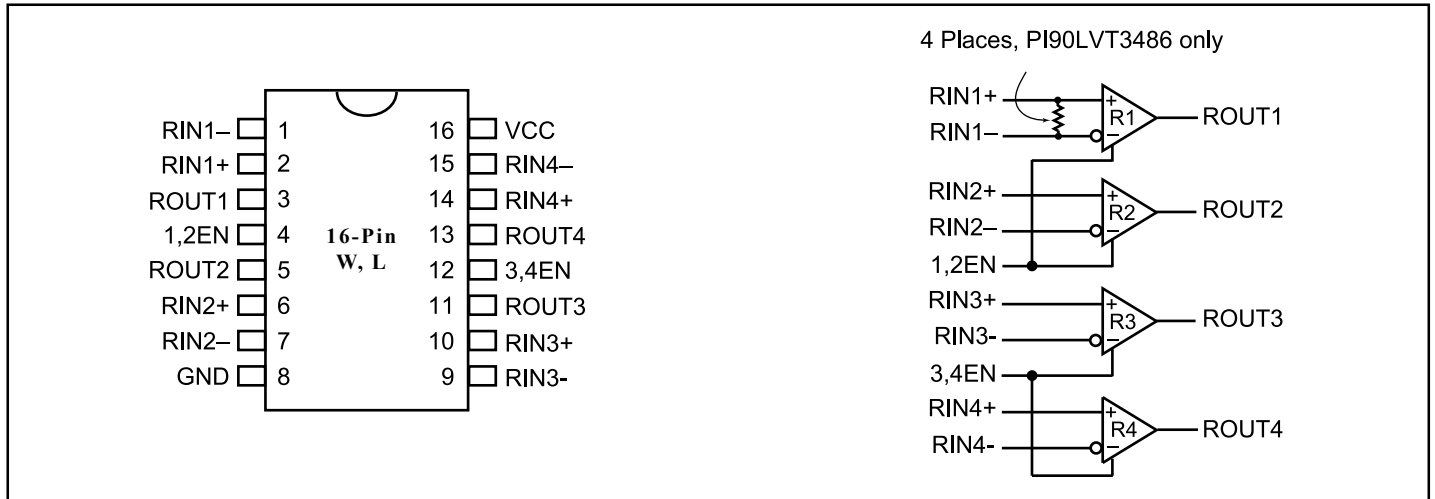 4 Places, PI90LVT3486 only
RIN1– 1 16 VCC
RIN1+ 2 15 RIN4–
ROUT1 3 14 RIN4+
1,2EN 4 16-Pin 13 ROUT4
W, L
ROUT2 5 12 3,4EN
RIN2+ 6 11 ROUT3
RIN2– 7 10 RIN3+
GND 8 9 RIN3-
RIN1+ + R1 ROUT1
RIN1– –
RIN2+ + R2 ROUT2
RIN2– –
1,2EN
RIN3+ + R3 ROUT3
RIN3- –
3,4EN
RIN4+ + R4 ROUT4
RIN4- –